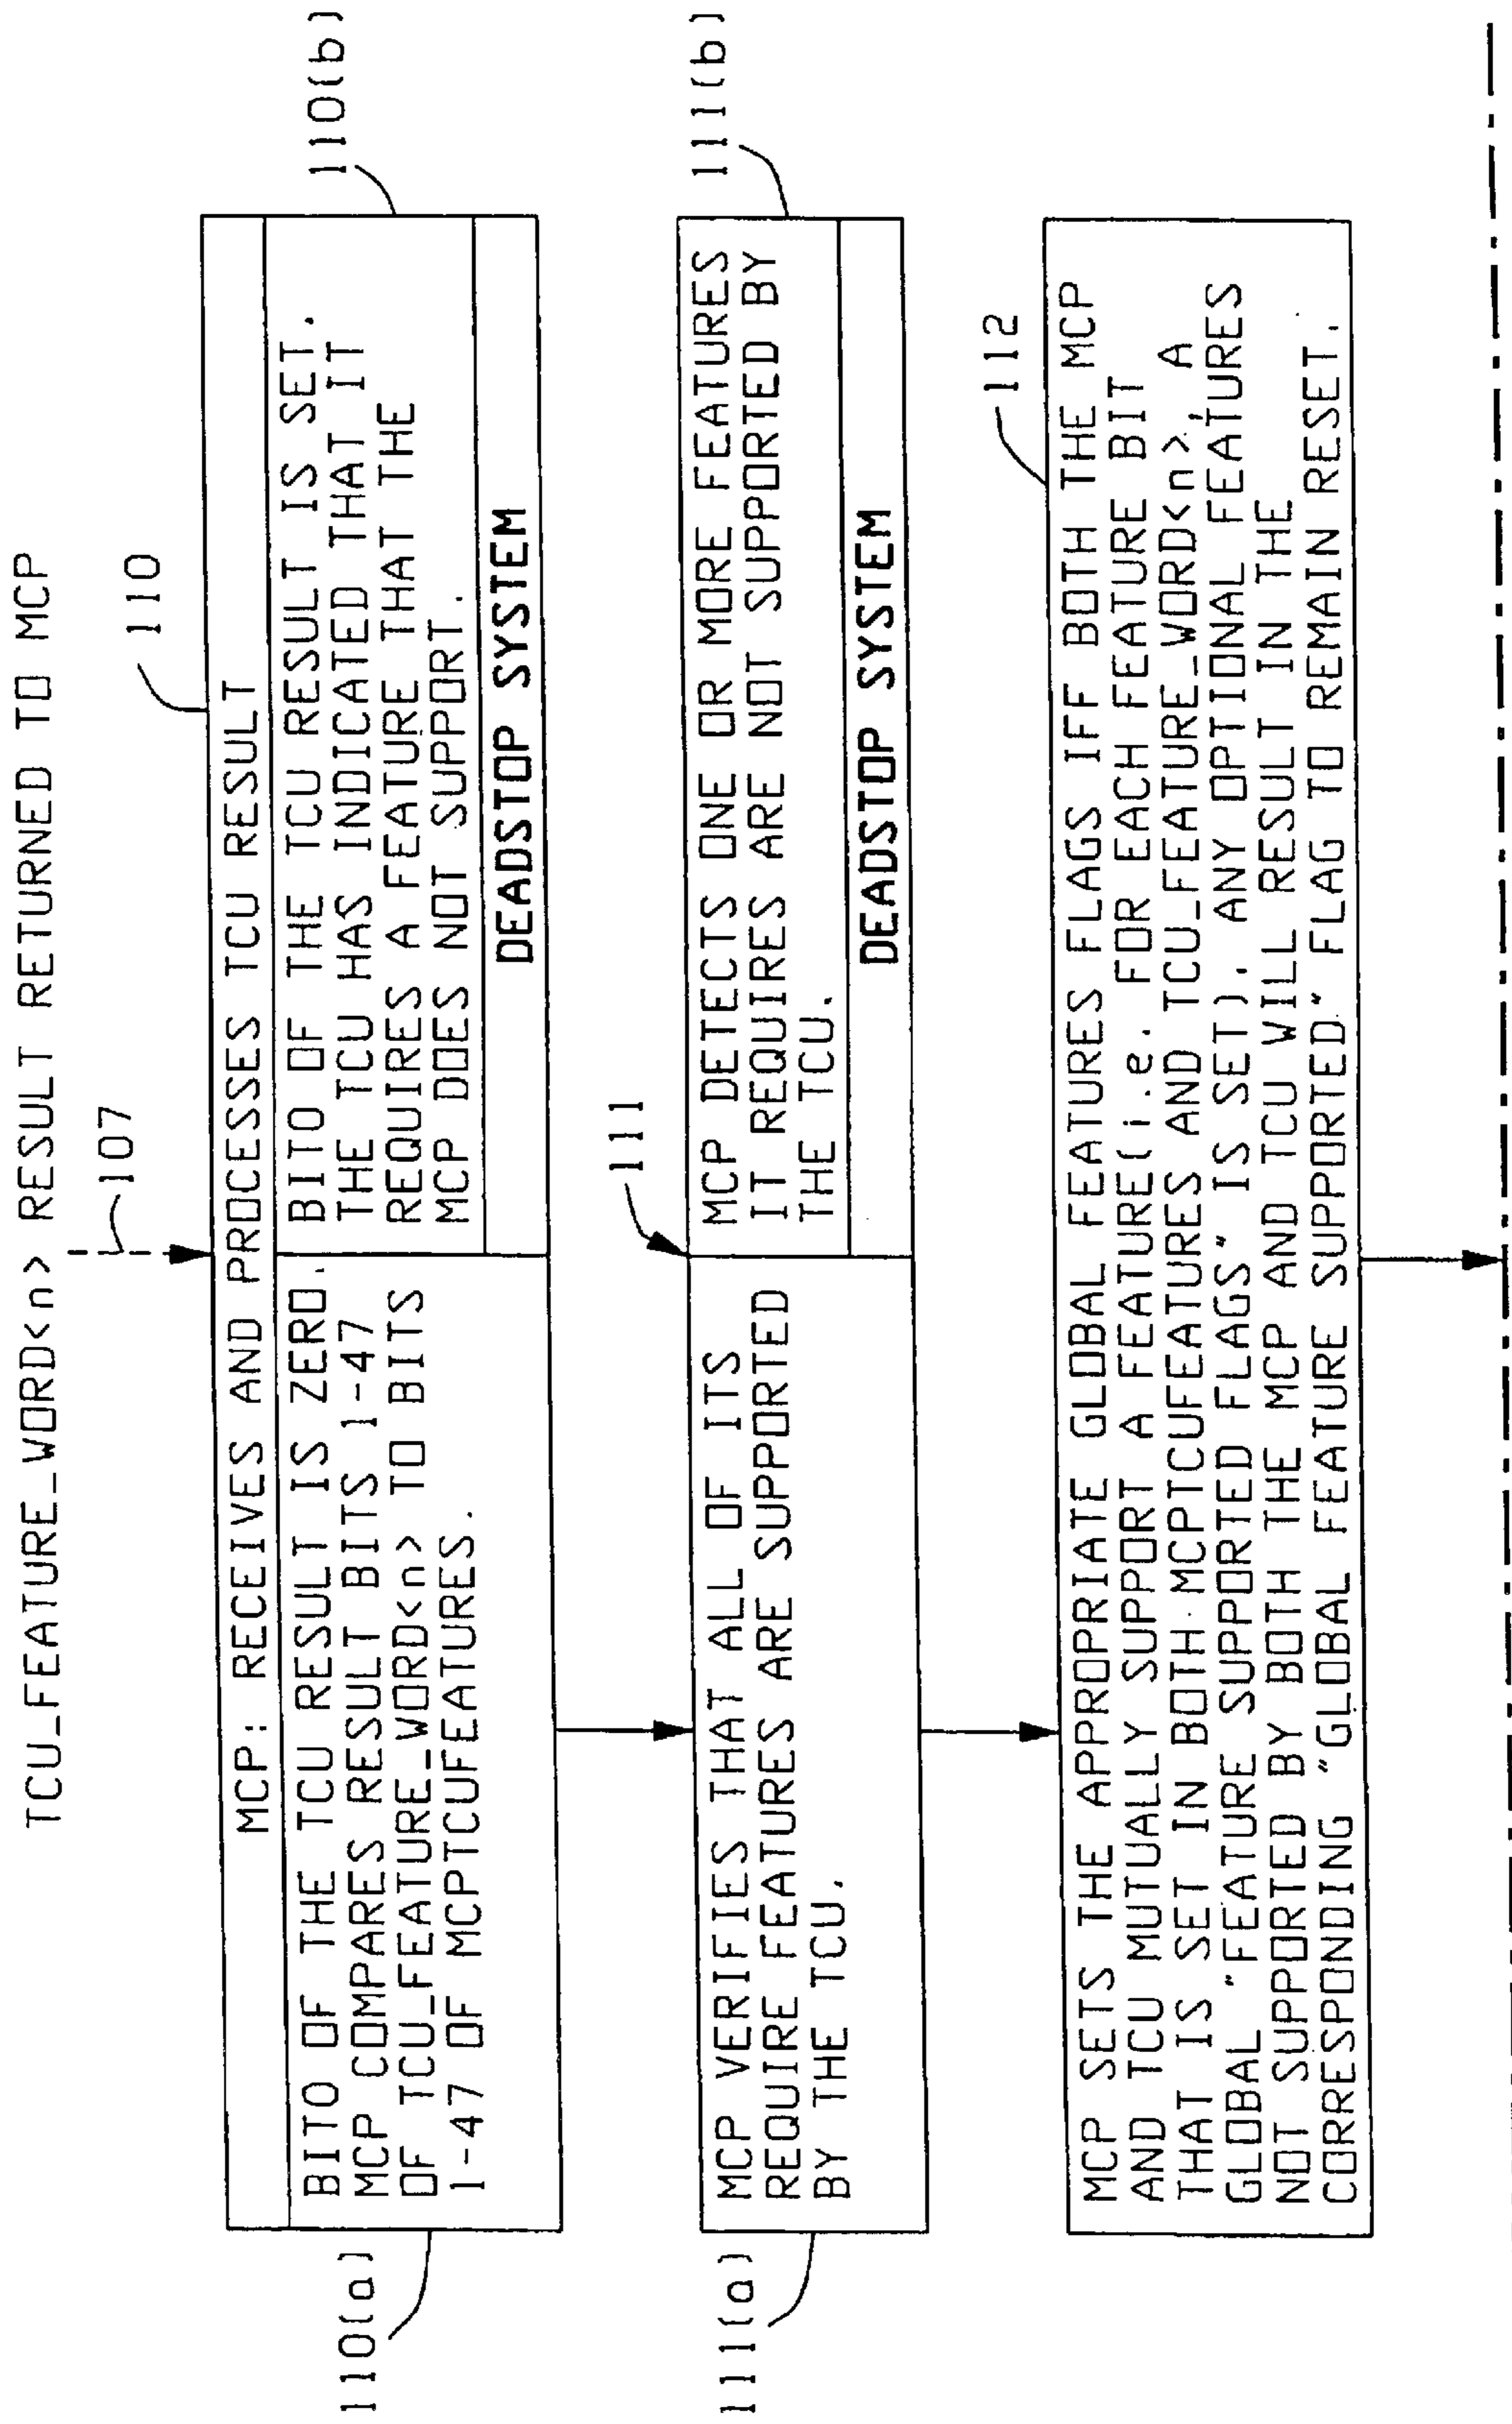 TCU_FEATURE_WORD<n> RESULT RETURNED TO MCP
107
110
MCP: RECEIVES AND PROCESSES TCU RESULT
110(a)
BIT0 OF THE TCU RESULT IS ZERO.
MCP COMPARES RESULT BITS 1-47
OF TCU_FEATURE_WORD<n> TO BITS
1-47 OF MCPTCUFEATURES.
BIT0 OF THE TCU RESULT IS SET.
THE TCU HAS INDICATED THAT IT
REQUIRES A FEATURE THAT THE
MCP DOES NOT SUPPORT.
DEADSTOP SYSTEM
110(b)
111
111(a)
MCP VERIFIES THAT ALL OF ITS
REQUIRE FEATURES ARE SUPPORTED
BY THE TCU.
MCP DETECTS ONE OR MORE FEATURES
IT REQUIRES ARE NOT SUPPORTED BY
THE TCU.
DEADSTOP SYSTEM
111(b)
112
MCP SETS THE APPROPRIATE GLOBAL FEATURES FLAGS IFF BOTH THE MCP
AND TCU MUTUALLY SUPPORT A FEATURE(i.e. FOR EACH FEATURE BIT
THAT IS SET IN BOTH MCPTCUFEATURES AND TCU_FEATURE_WORD<n>, A
GLOBAL "FEATURE SUPPORTED FLAGS" IS SET). ANY OPTIONAL FEATURES
NOT SUPPORTED BY BOTH THE MCP AND TCU WILL RESULT IN THE
CORRESPONDING "GLOBAL FEATURE SUPPORTED" FLAG TO REMAIN RESET.